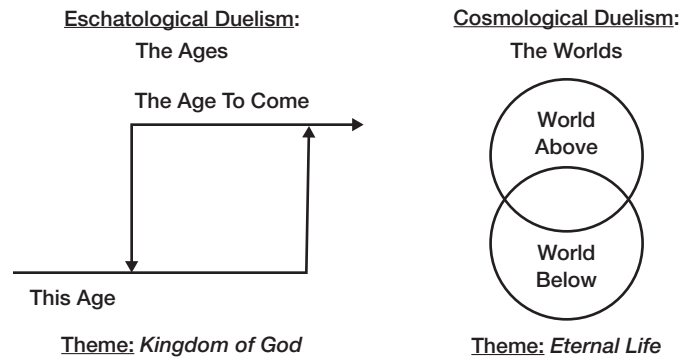 Eschatological Duelism:
The Ages
The Age To Come
This Age
Theme: Kingdom of God
Cosmological Duelism:
The Worlds
World
Above
World
Below
Theme: Eternal Life